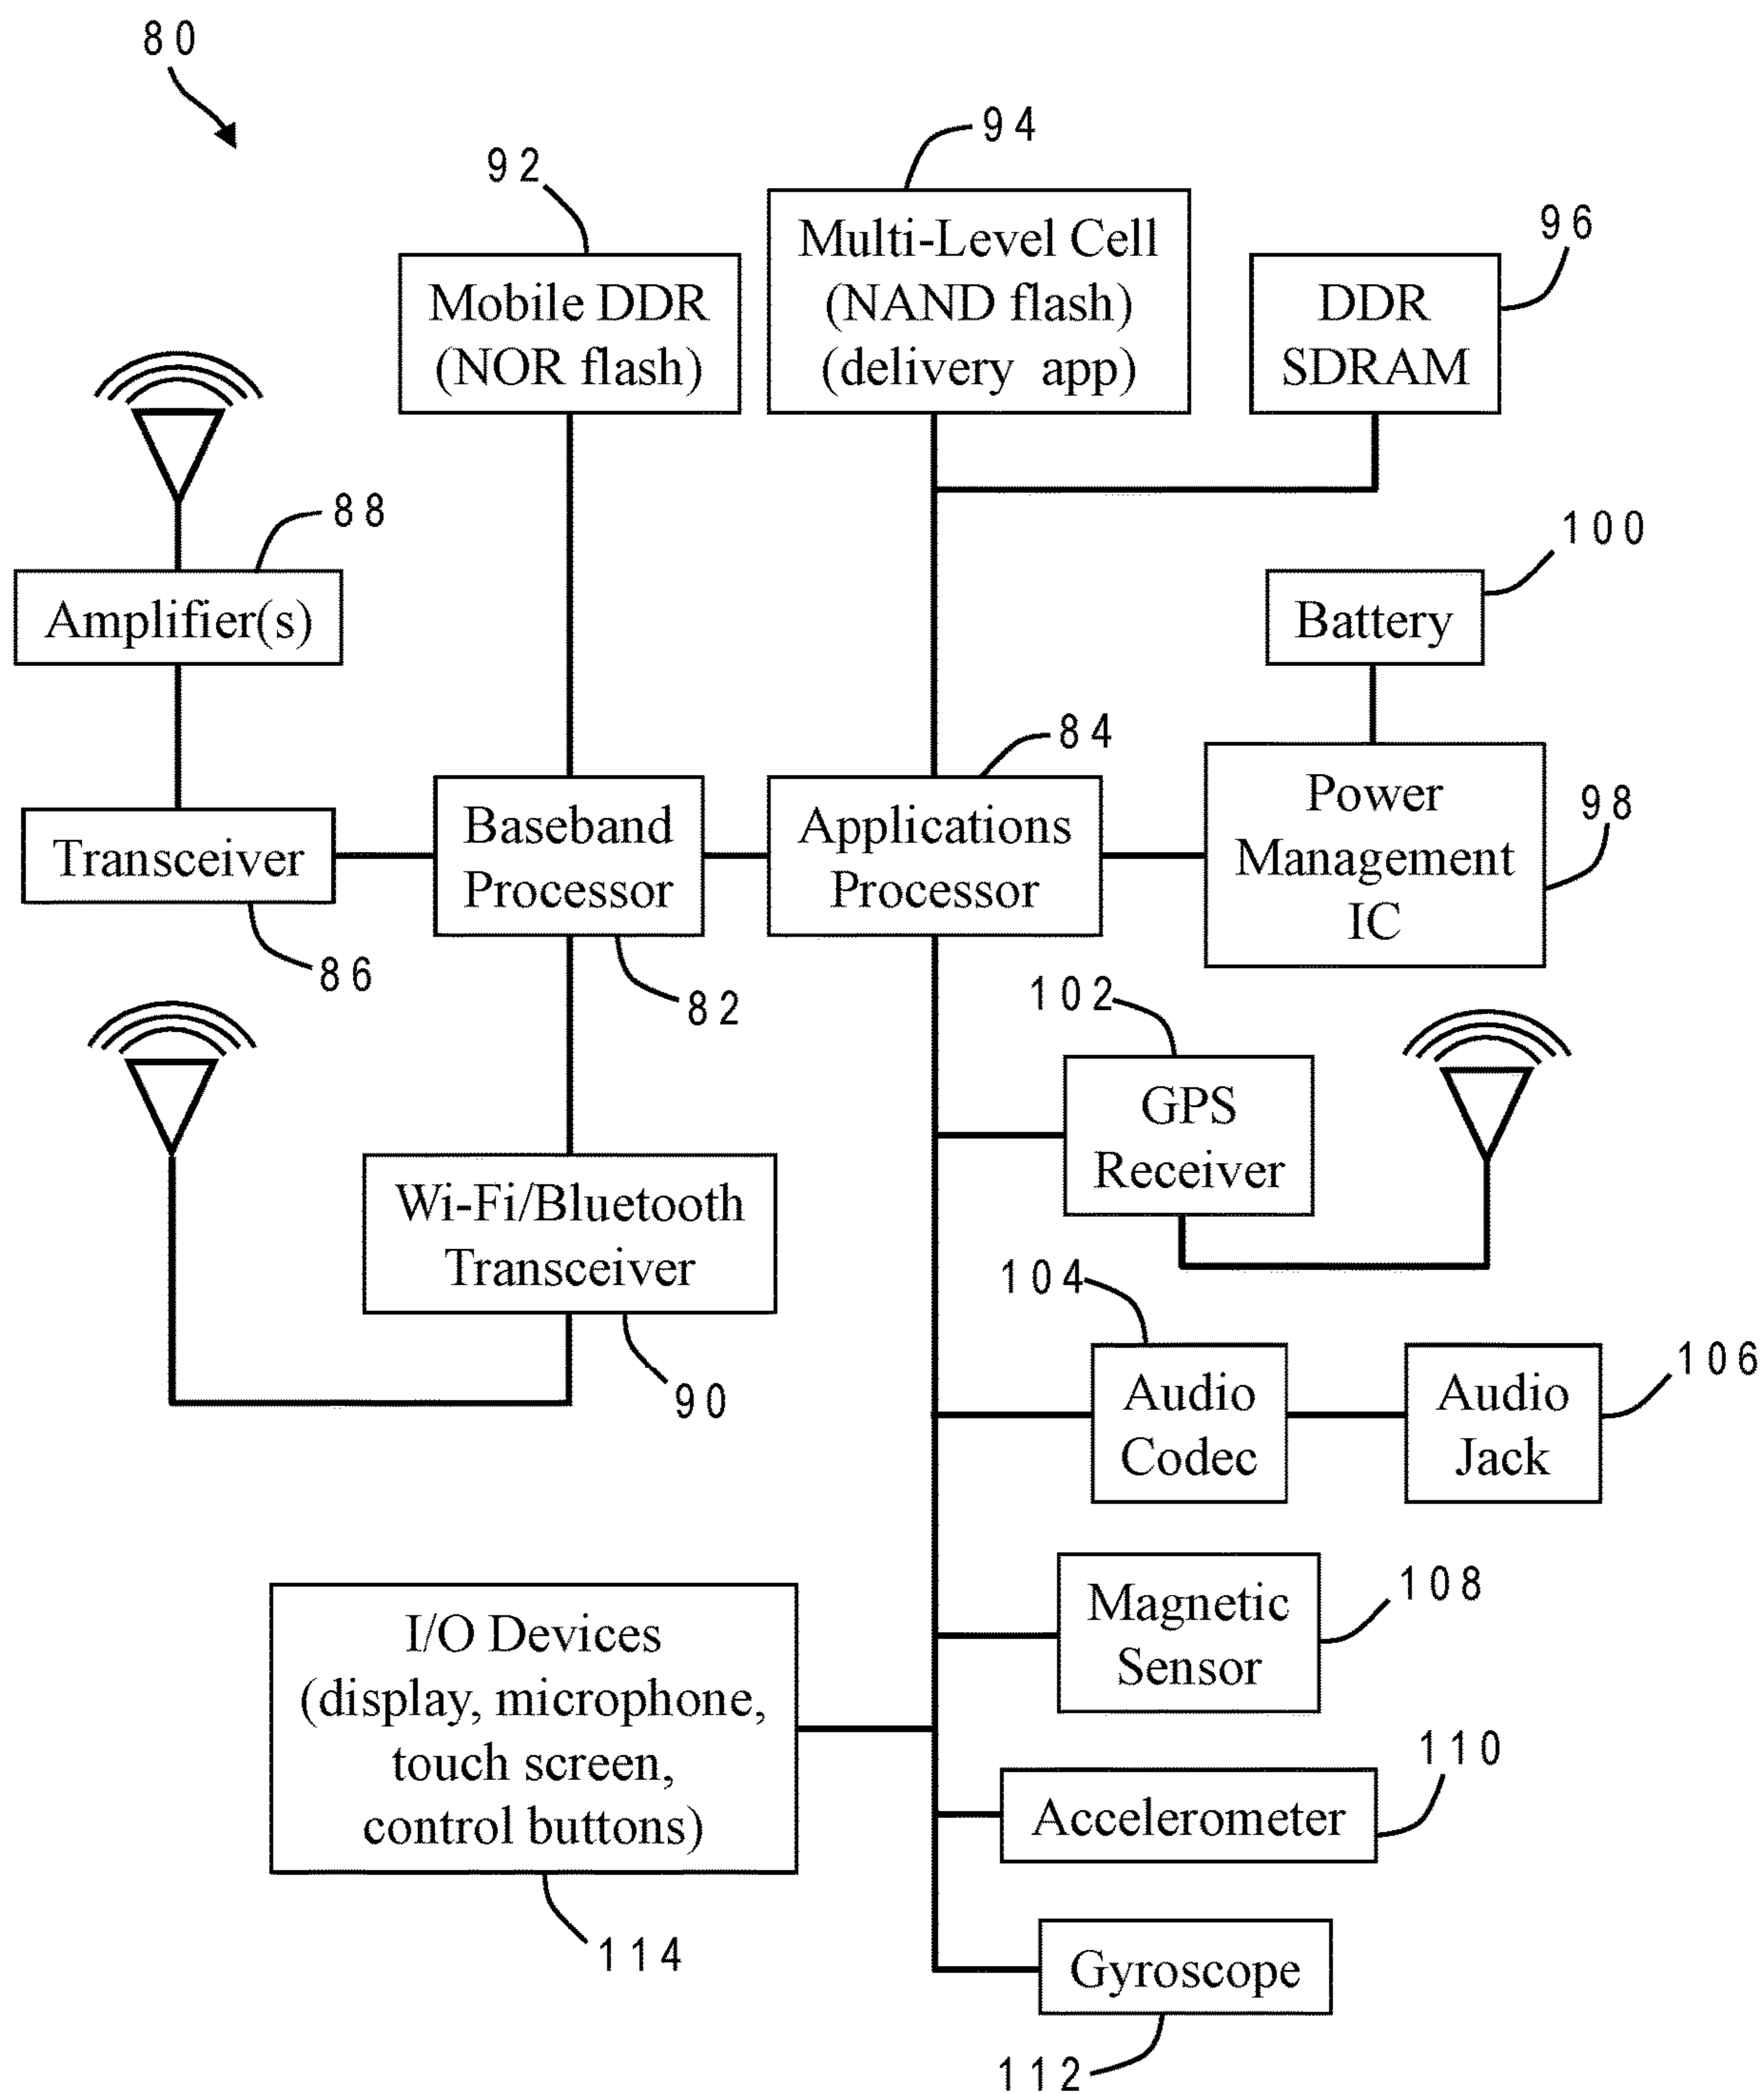 80
92
94
96
Mobile DDR
(NOR flash)
Multi-Level Cell
(NAND flash)
(delivery app)
DDR
SDRAM
88
100
Amplifier(s)
Battery
84
98
Transceiver
Baseband
Processor
Applications
Processor
Power
Management
IC
86
82
102
GPS
Receiver
Wi-Fi/Bluetooth
Transceiver
90
104
106
Audio
Codec
Audio
Jack
108
Magnetic
Sensor
I/O Devices
(display, microphone,
touch screen,
control buttons)
110
Accelerometer
114
Gyroscope
112